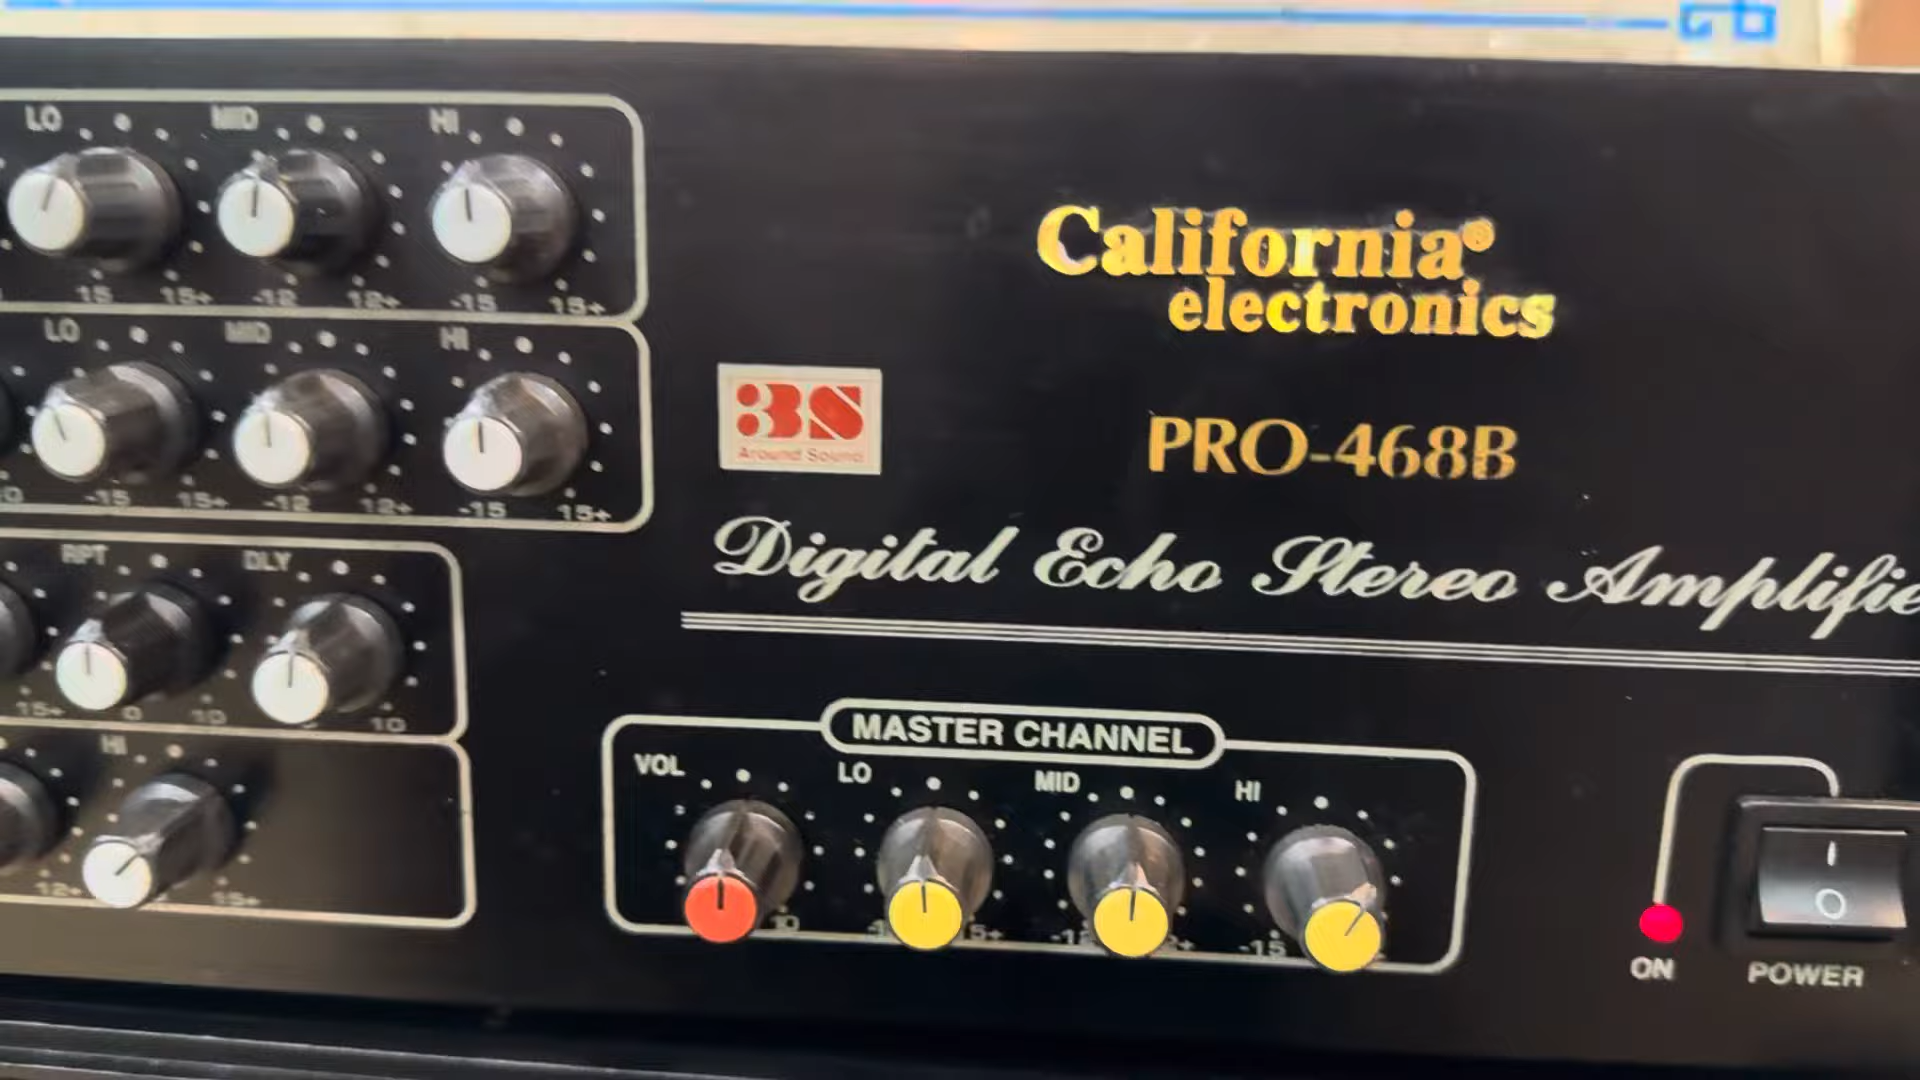 LO MID HI
15 15+ -12 12+ -15 15+
LO MID HI
-15 15+ -12 12+ -15 15+
RPT DLY
15+ 0 10 10
HI
12+ 15+
California®
electronics
3BS
Around Sound
PRO-468B
Digital Echo Stereo Amplifie
MASTER CHANNEL
VOL LO MID HI
10 5+ -12 -15
ON
I
O
POWER